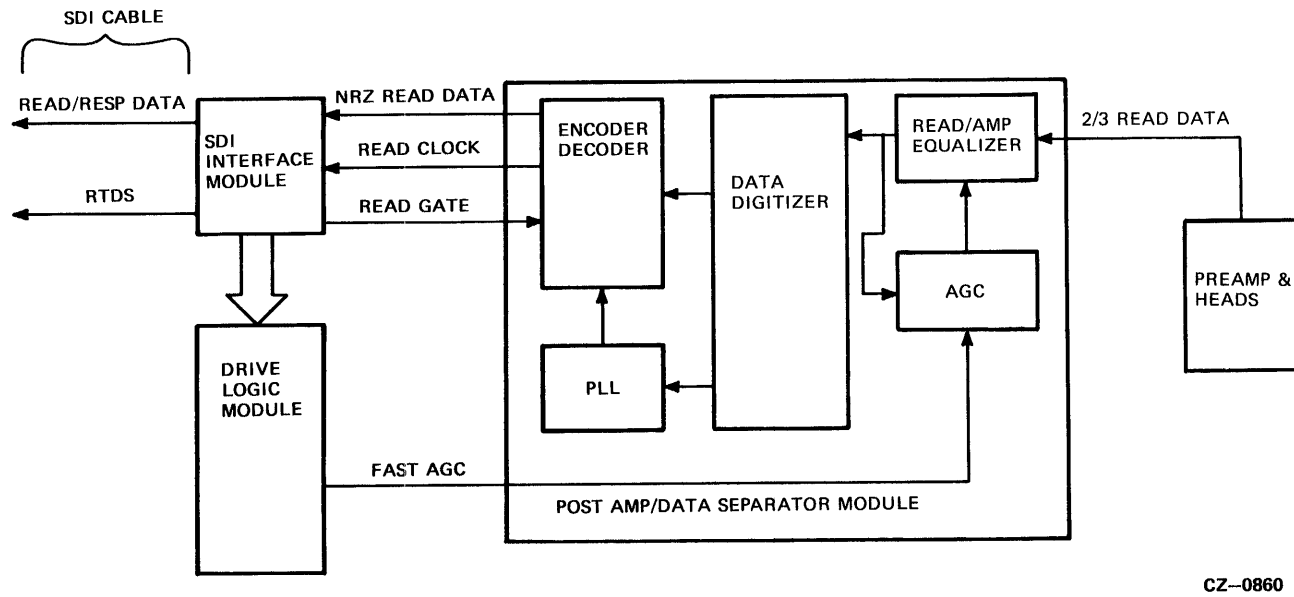 SDI CABLE
READ/RESP DATA
RTDS
SDI
INTERFACE
MODULE
NRZ READ DATA
READ CLOCK
READ GATE
ENCODER
DECODER
DATA
DIGITIZER
READ/AMP
EQUALIZER
2/3 READ DATA
AGC
PREAMP &
HEADS
PLL
DRIVE
LOGIC
MODULE
FAST AGC
POST AMP/DATA SEPARATOR MODULE
CZ–0860